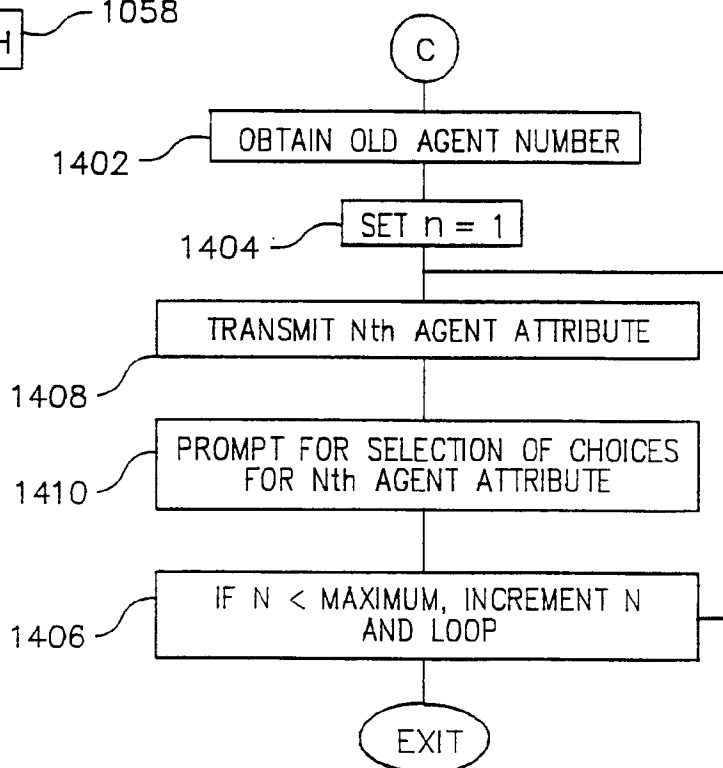 1058
H
C
OBTAIN OLD AGENT NUMBER
1402
SET n = 1
1404
TRANSMIT Nth AGENT ATTRIBUTE
1408
PROMPT FOR SELECTION OF CHOICES
FOR Nth AGENT ATTRIBUTE
1410
IF N < MAXIMUM, INCREMENT N
AND LOOP
1406
EXIT